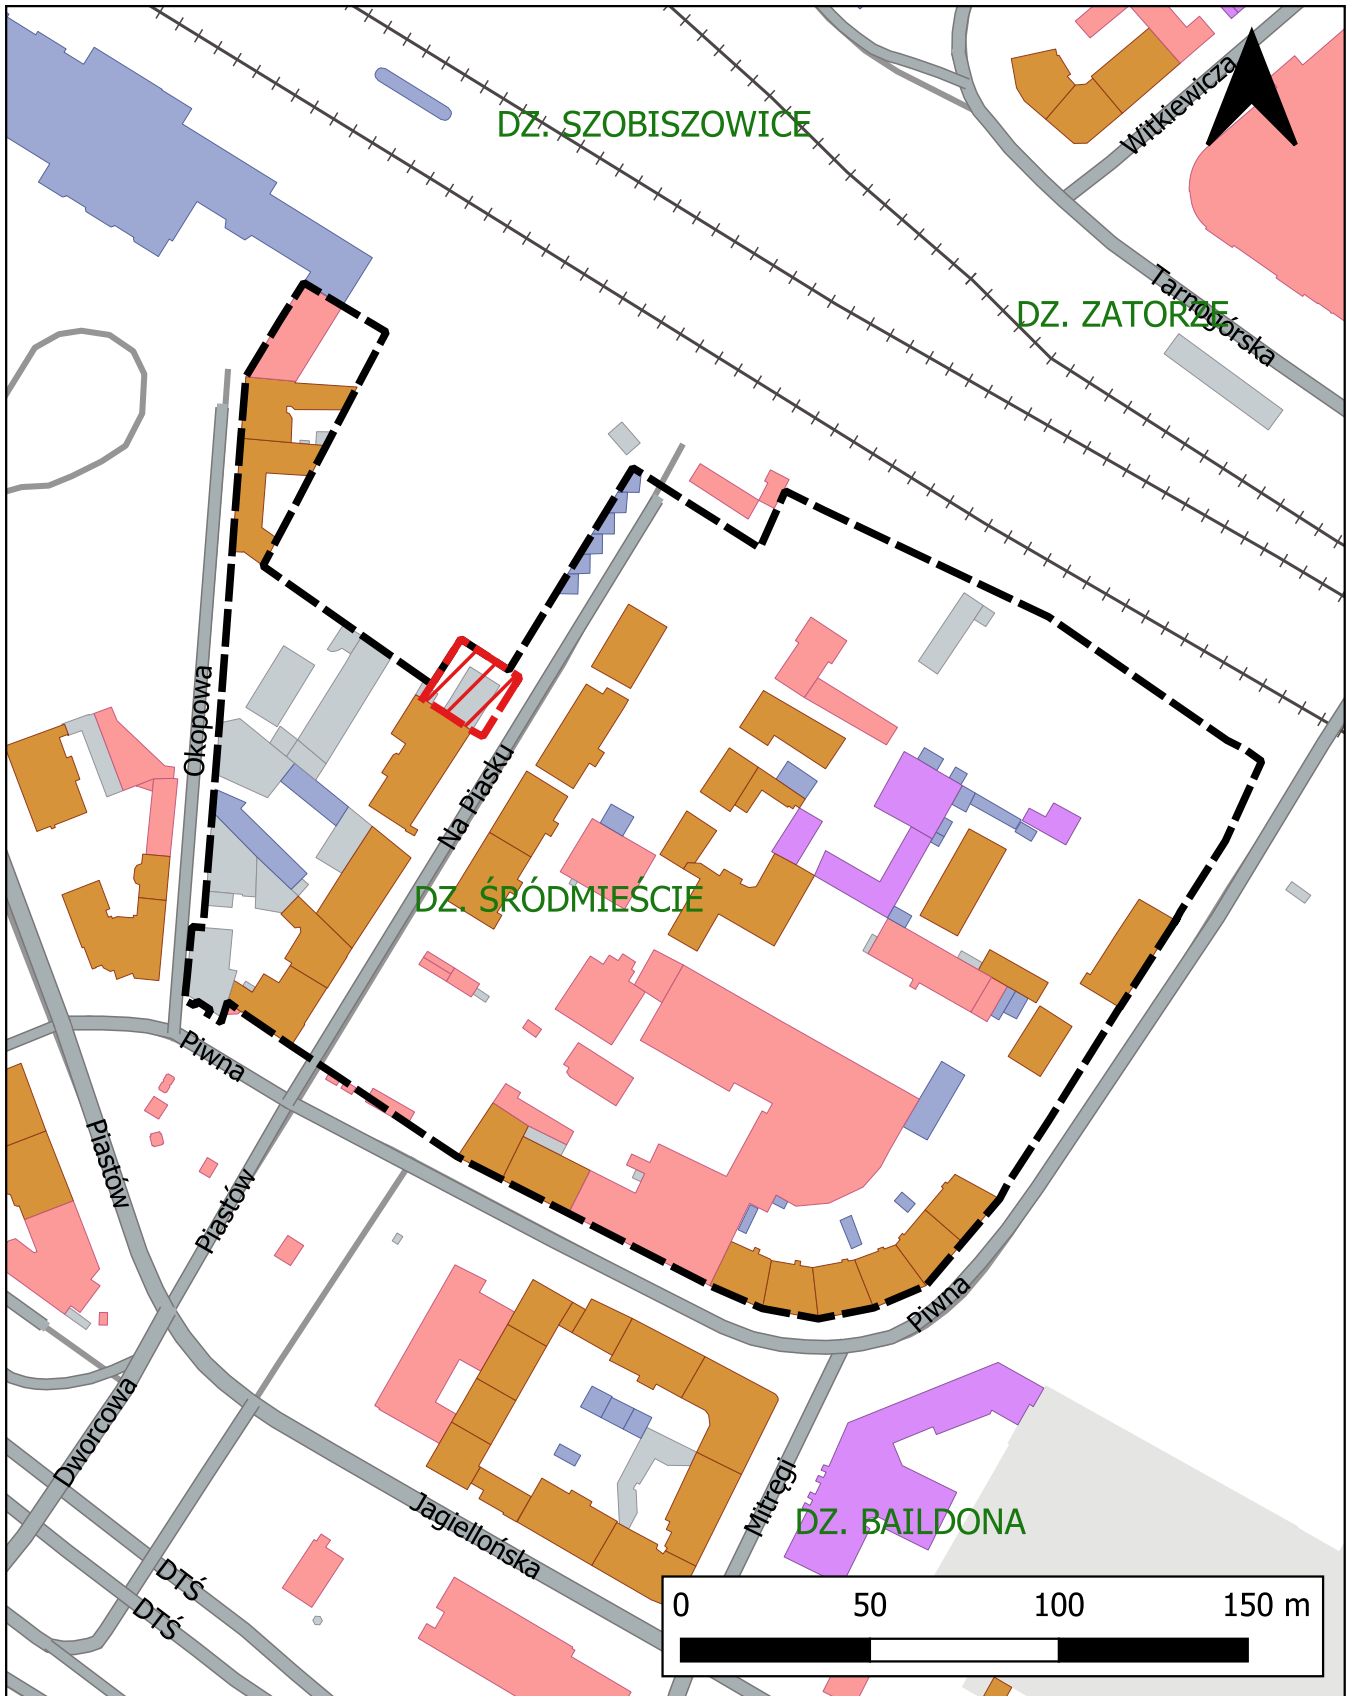 DZ. SZOBISZOWICE
Witkiewicza
Tarnogórska
DZ. ZATORZE
Okopowa
Na Piasku
DZ. ŚRÓDMIEŚCIE
Piwna
Piastów
Piastów
Piwna
Dworcowa
Jagiellońska
Mitręgi
DZ. BAILDONA
DTŚ
DTŚ
0 50 100 150 m